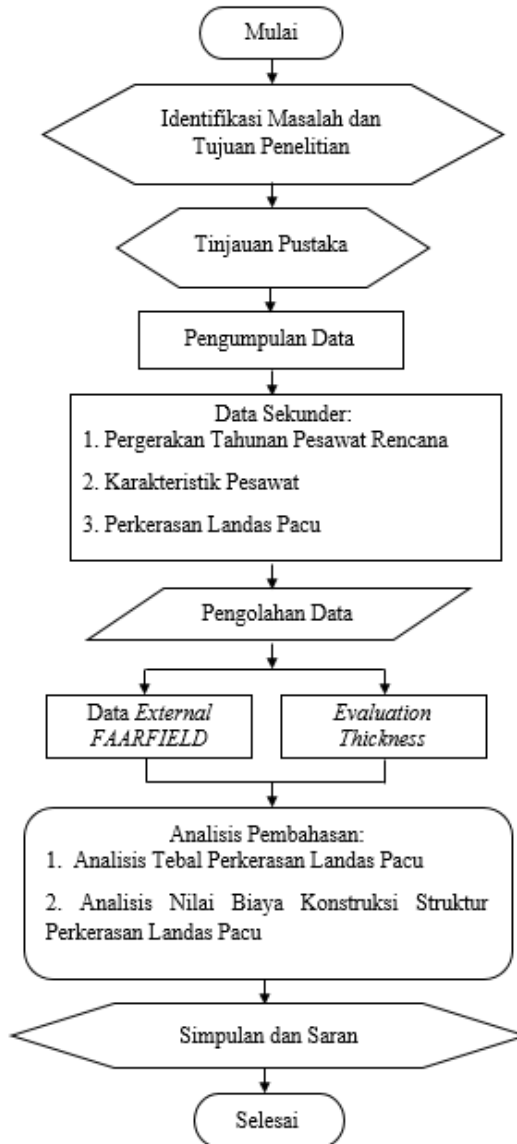 Mulai
Identifikasi Masalah dan
Tujuan Penelitian
Tinjauan Pustaka
Pengumpulan Data
Data Sekunder:
1. Pergerakan Tahunan Pesawat Rencana
2. Karakteristik Pesawat
3. Perkerasan Landas Pacu
Pengolahan Data
Data External
FAARFIELD
Evaluation
Thickness
Analisis Pembahasan:
1. Analisis Tebal Perkerasan Landas Pacu
2. Analisis Nilai Biaya Konstruksi Struktur
Perkerasan Landas Pacu
Simpulan dan Saran
Selesai